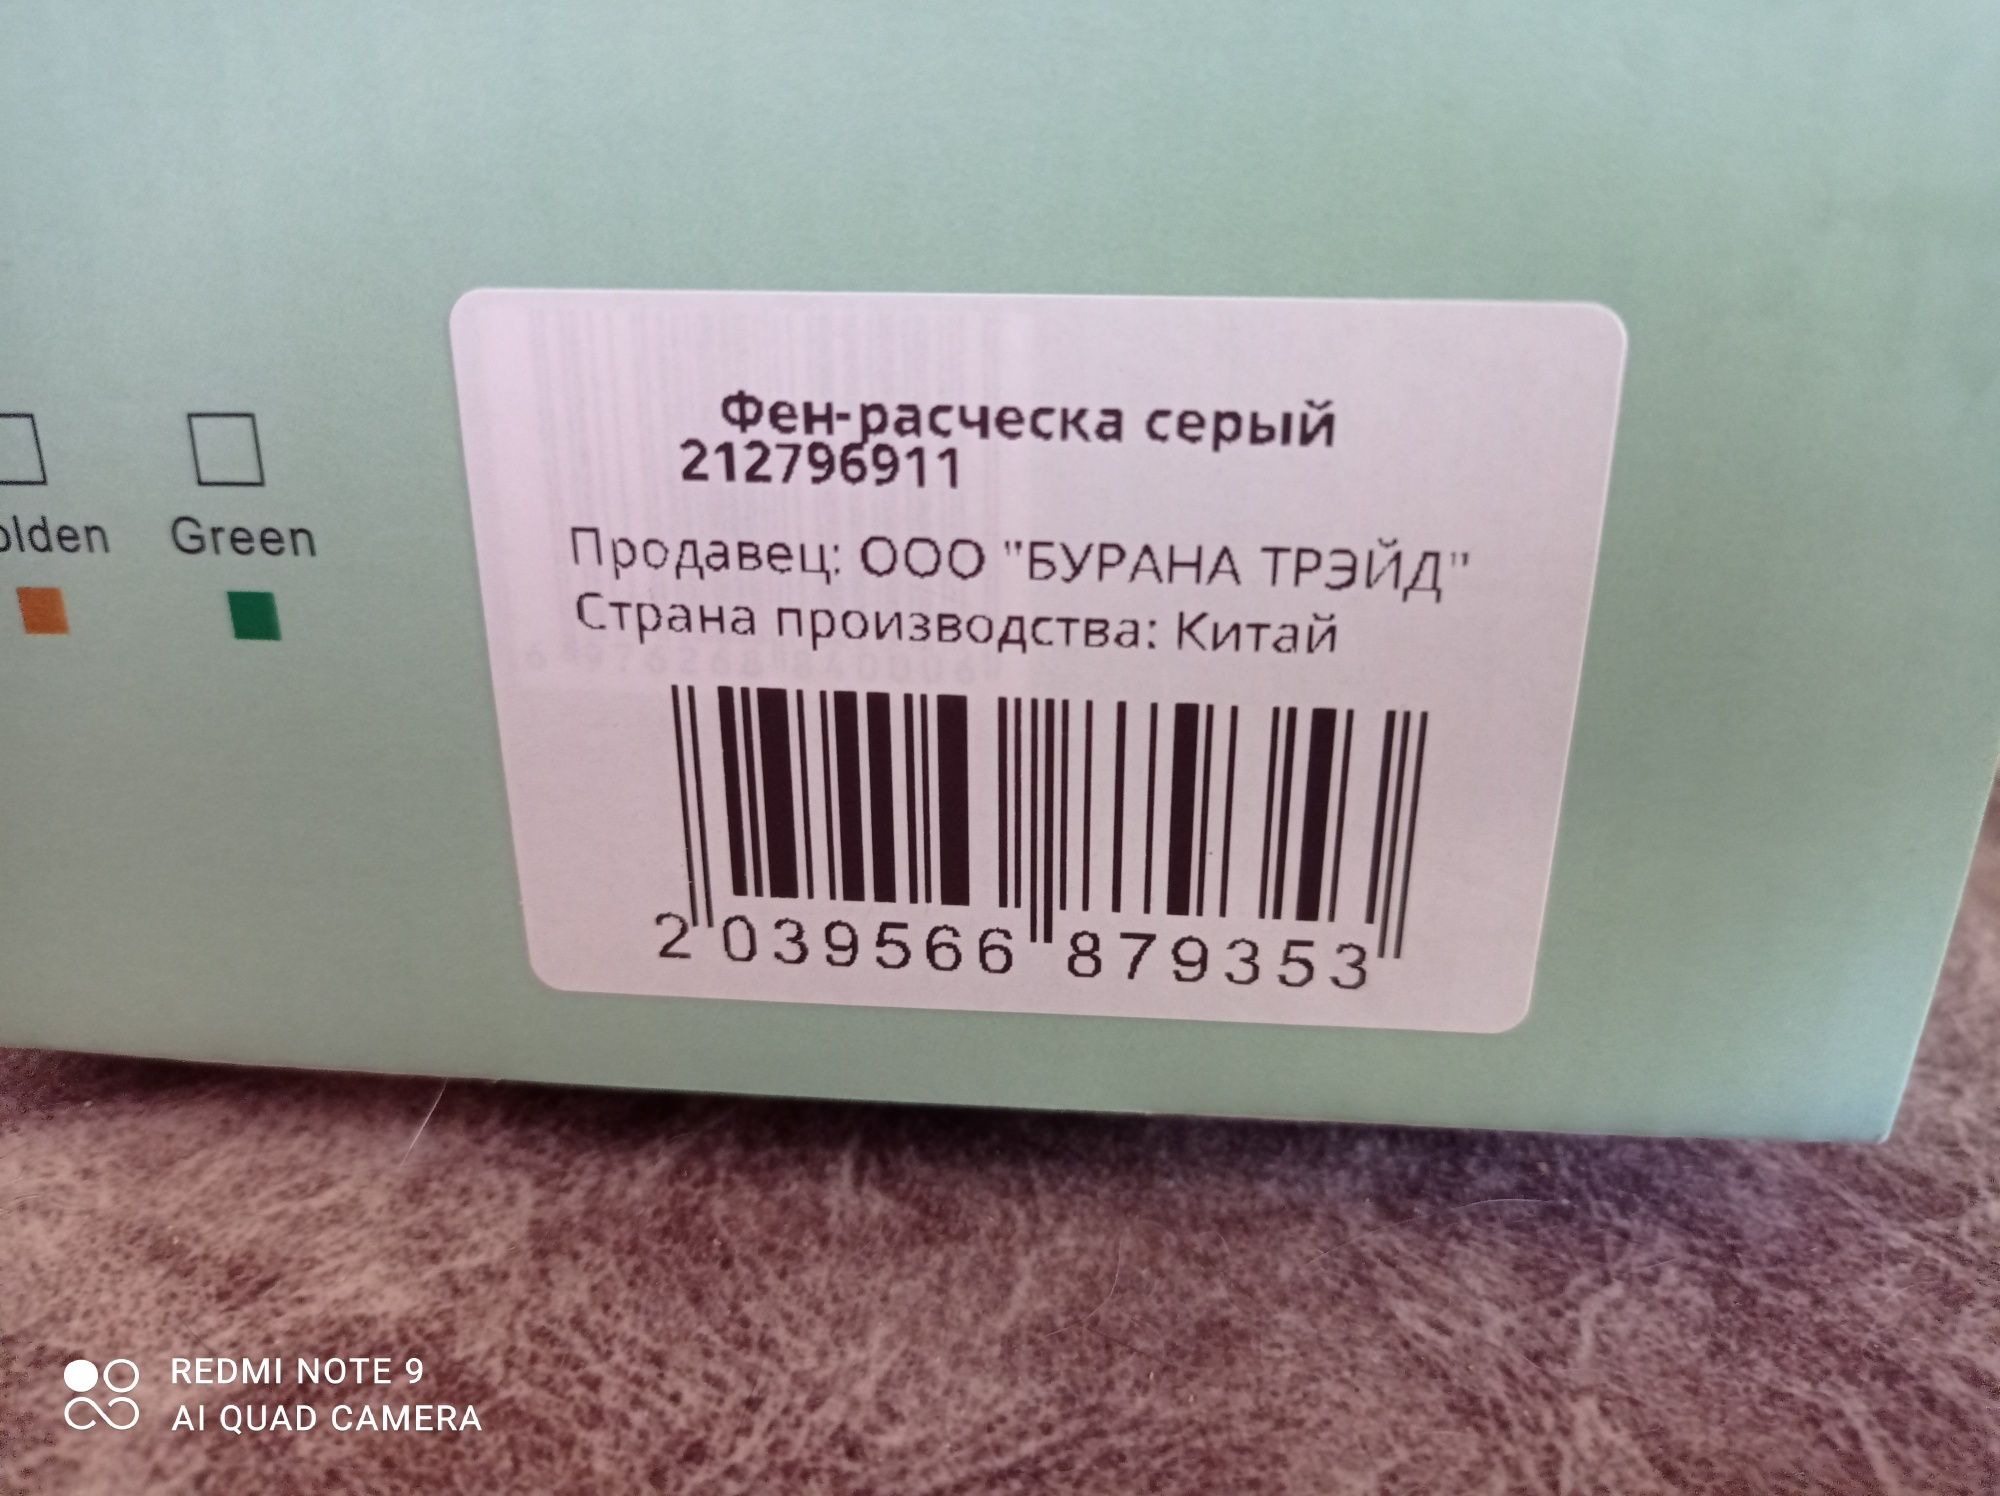 Фен-расческа серый
212796911
Продавец: ООО "БУРАНА ТРЭЙД"
Страна производства: Китай
2 039566 879353
olden Green
REDMI NOTE 9
AI QUAD CAMERA